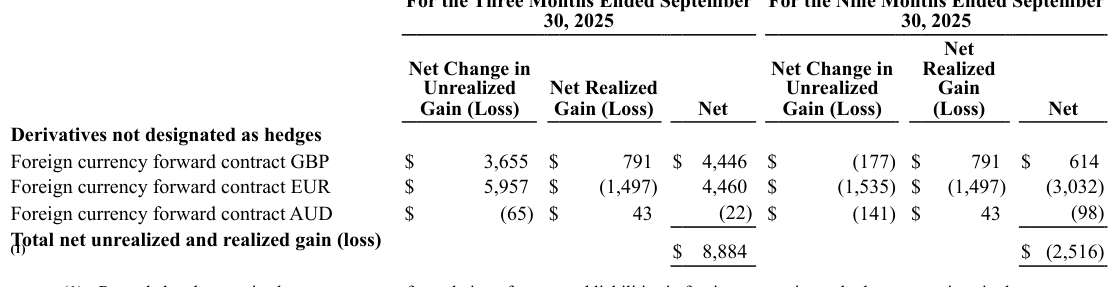 For the Three Months Ended September 30, 2025 For the Nine Months Ended September 30, 2025
Net Change in Unrealized Gain (Loss) Net Realized Gain (Loss) Net Net Change in Unrealized Gain (Loss) Net Realized Gain (Loss) Net
Derivatives not designated as hedges
Foreign currency forward contract GBP $ 3,655 $ 791 $ 4,446 $ (177) $ 791 $ 614
Foreign currency forward contract EUR $ 5,957 $ (1,497) 4,460 $ (1,535) $ (1,497) (3,032)
Foreign currency forward contract AUD $ (65) $ 43 (22) $ (141) $ 43 (98)
Total net unrealized and realized gain (loss)
(1) $ 8,884 $ (2,516)